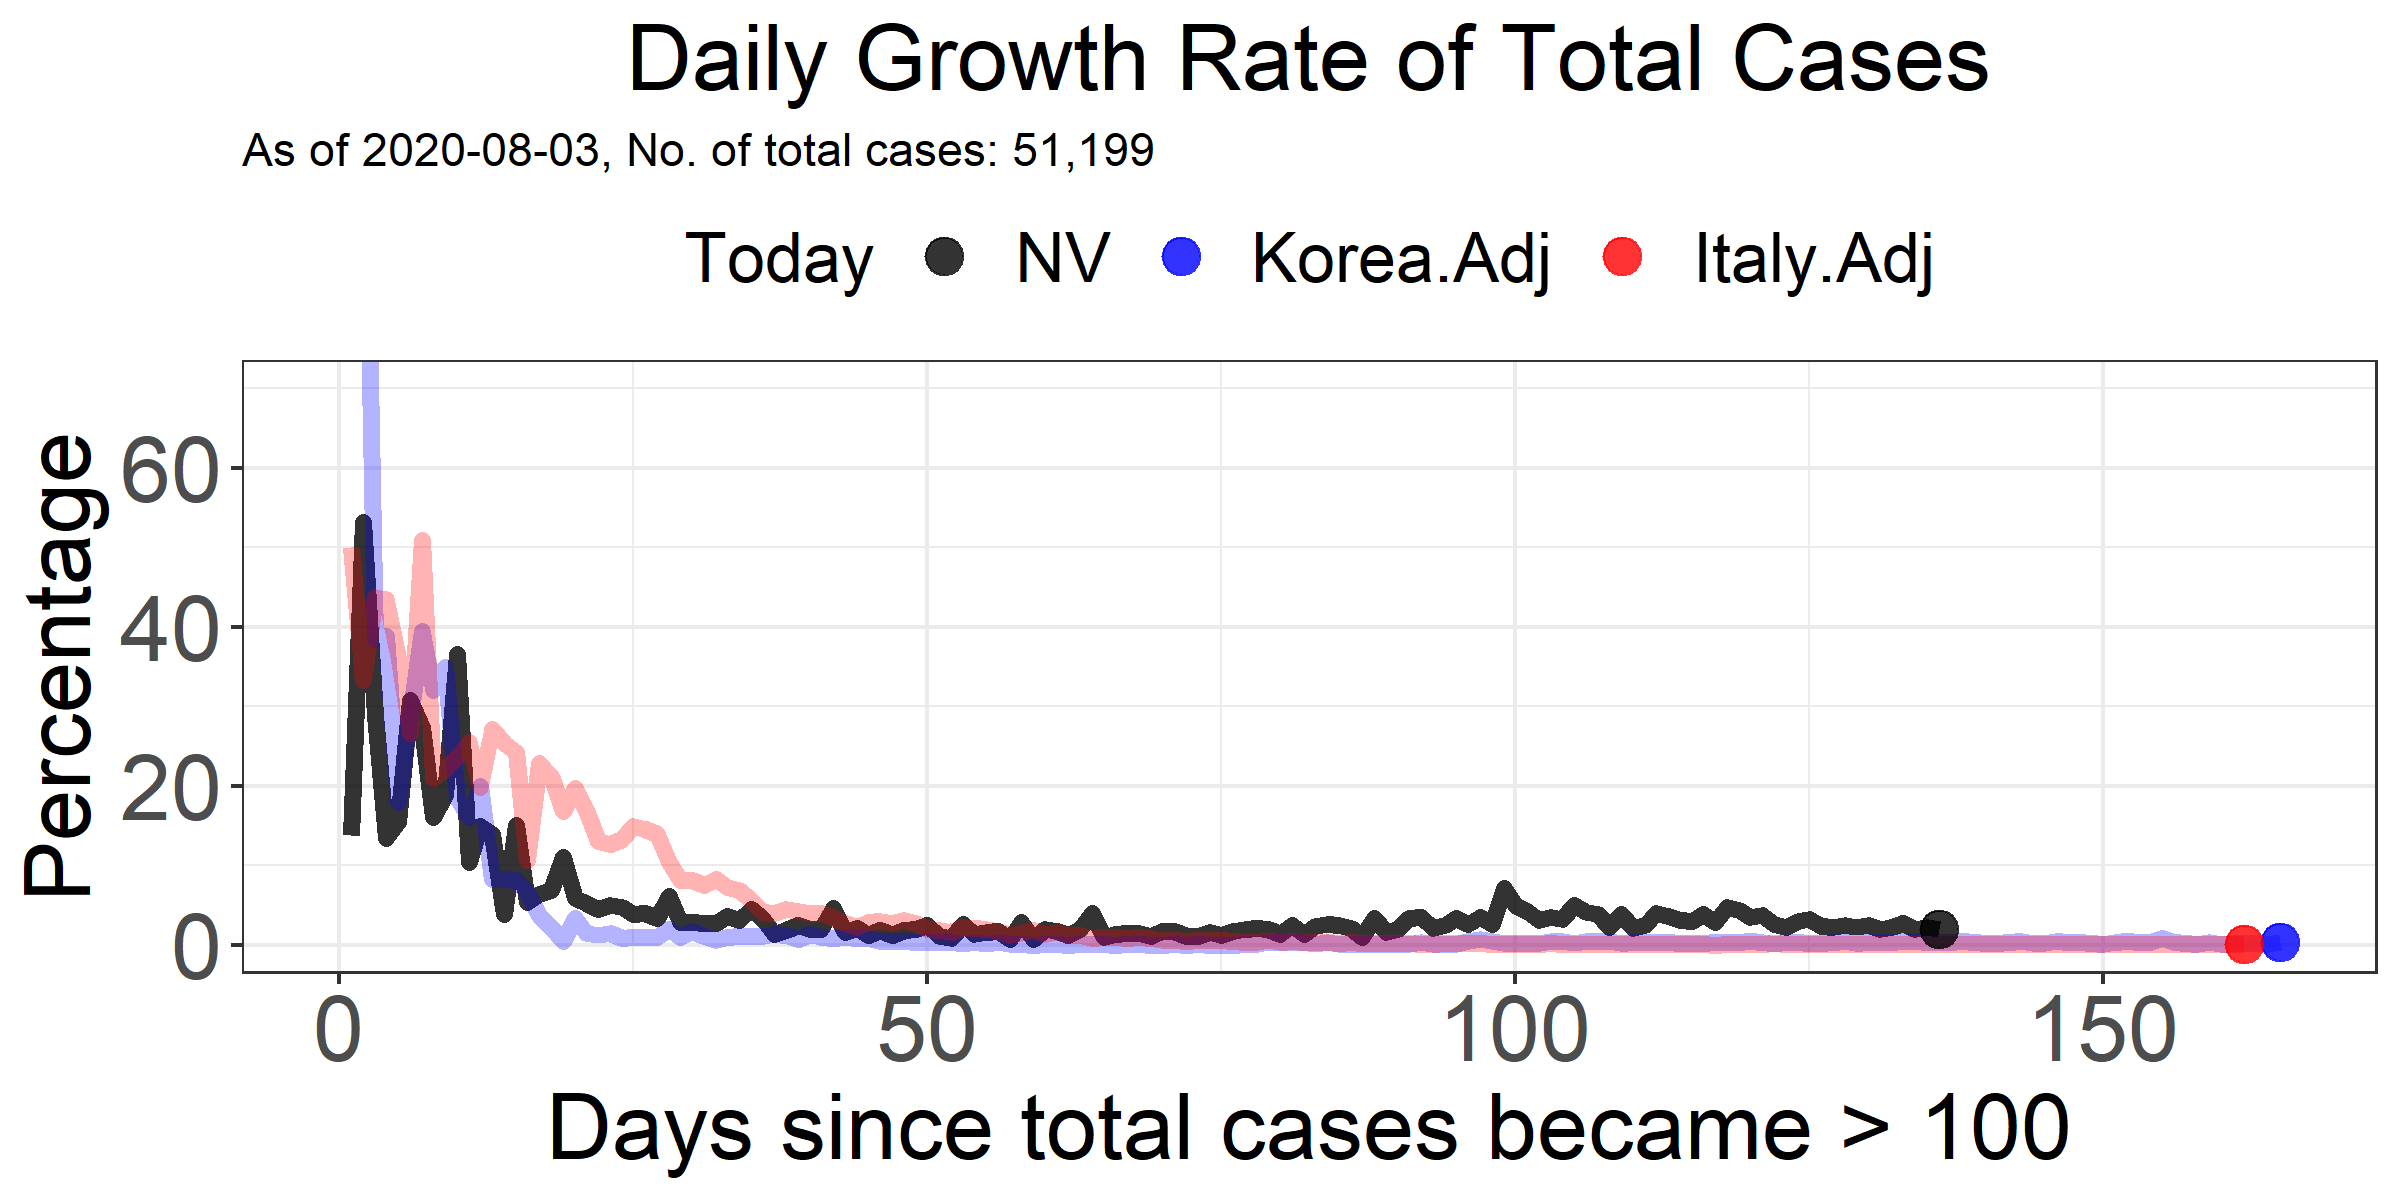 Daily Growth Rate of Total Cases
As of 2020-08-03, No. of total cases: 51,199
Today NV Korea.Adj Italy.Adj
Percentage
60
40
20
0
0 50 100 150
Days since total cases became > 100